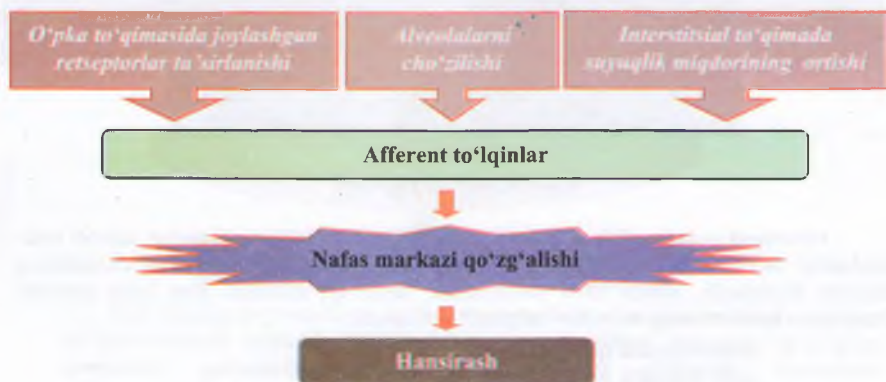 O‘pka to‘qimasida joylashgan
retseptorlar ta’sirlanishi
Alveolalarni
cho‘zilishi
Interstitsial to‘qimada
suyuqlik miqdorining ortishi
Afferent to‘lqinlar
Nafas markazi qo‘zg‘alishi
Hansirash